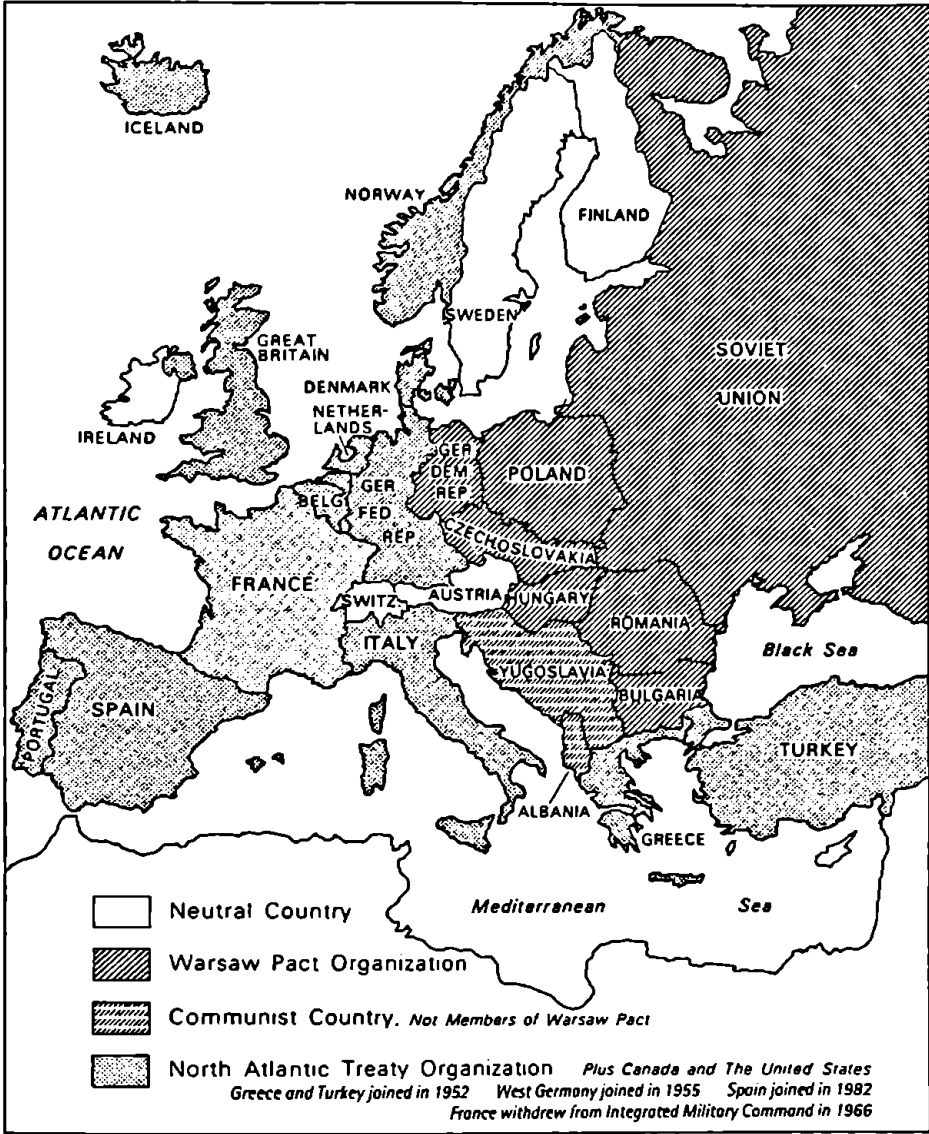 ICELAND
NORWAY
FINLAND
SWEDEN
SOVIET
UNION
GREAT
BRITAIN
DENMARK
NETHER-
LANDS
IRELAND
GER
DEM
REP
POLAND
BELG
GER
FED
REP
ATLANTIC
OCEAN
CZECHOSLOVAKIA
FRANCE
SWITZ.
AUSTRIA
HUNGARY
ROMANIA
ITALY
Black Sea
YUGOSLAVIA
BULGARIA
PORTUGAL
SPAIN
TURKEY
ALBANIA
GREECE
Mediterranean Sea
Neutral Country
Warsaw Pact Organization
Communist Country. Not Members of Warsaw Pact
North Atlantic Treaty Organization Plus Canada and The United States
Greece and Turkey joined in 1952 West Germany joined in 1955 Spain joined in 1982
France withdrew from Integrated Military Command in 1966